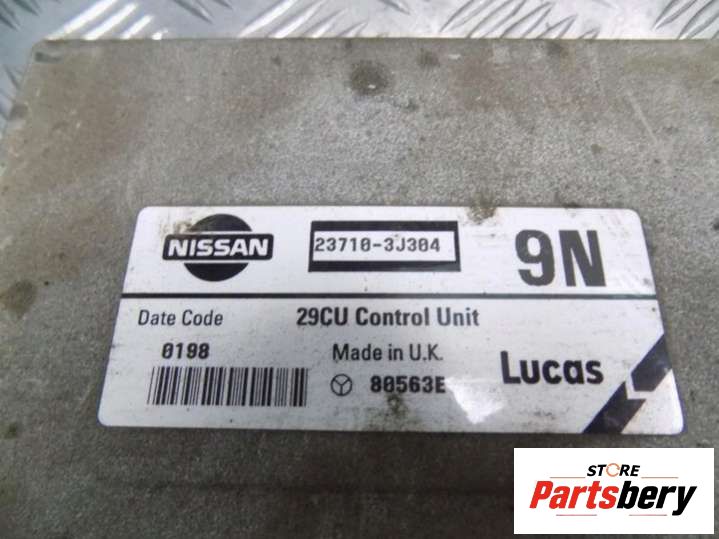 NISSAN
23710-3J304
9N
Date Code
29CU Control Unit
0198
Made in U.K.
80563E
Lucas
STORE
Partsbery